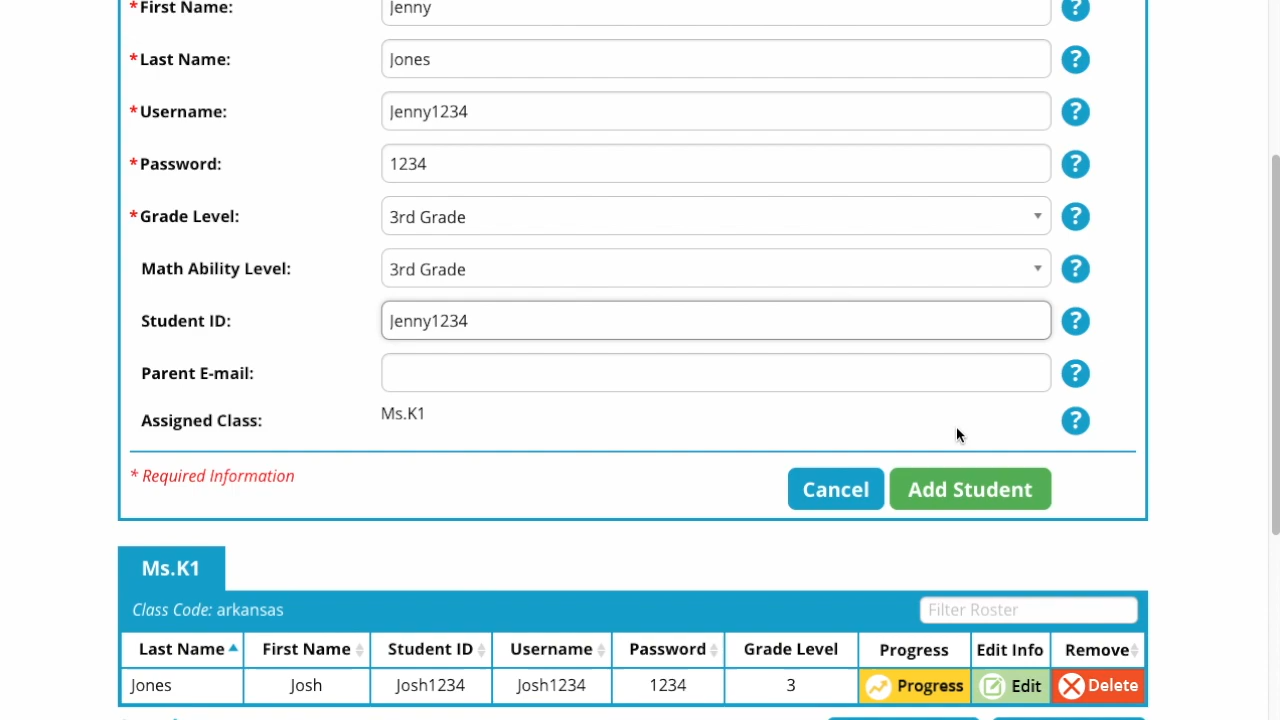 *First Name: Jenny ?
*Last Name: Jones ?
*Username: Jenny1234 ?
*Password: 1234 ?
*Grade Level: 3rd Grade ?
Math Ability Level: 3rd Grade ?
Student ID: Jenny1234 ?
Parent E-mail: ?
Assigned Class: Ms.K1 ?
* Required Information Cancel Add Student
Ms.K1
Class Code: arkansas Filter Roster
Last Name First Name Student ID Username Password Grade Level Progress Edit Info Remove
Jones Josh Josh1234 Josh1234 1234 3 Progress Edit Delete